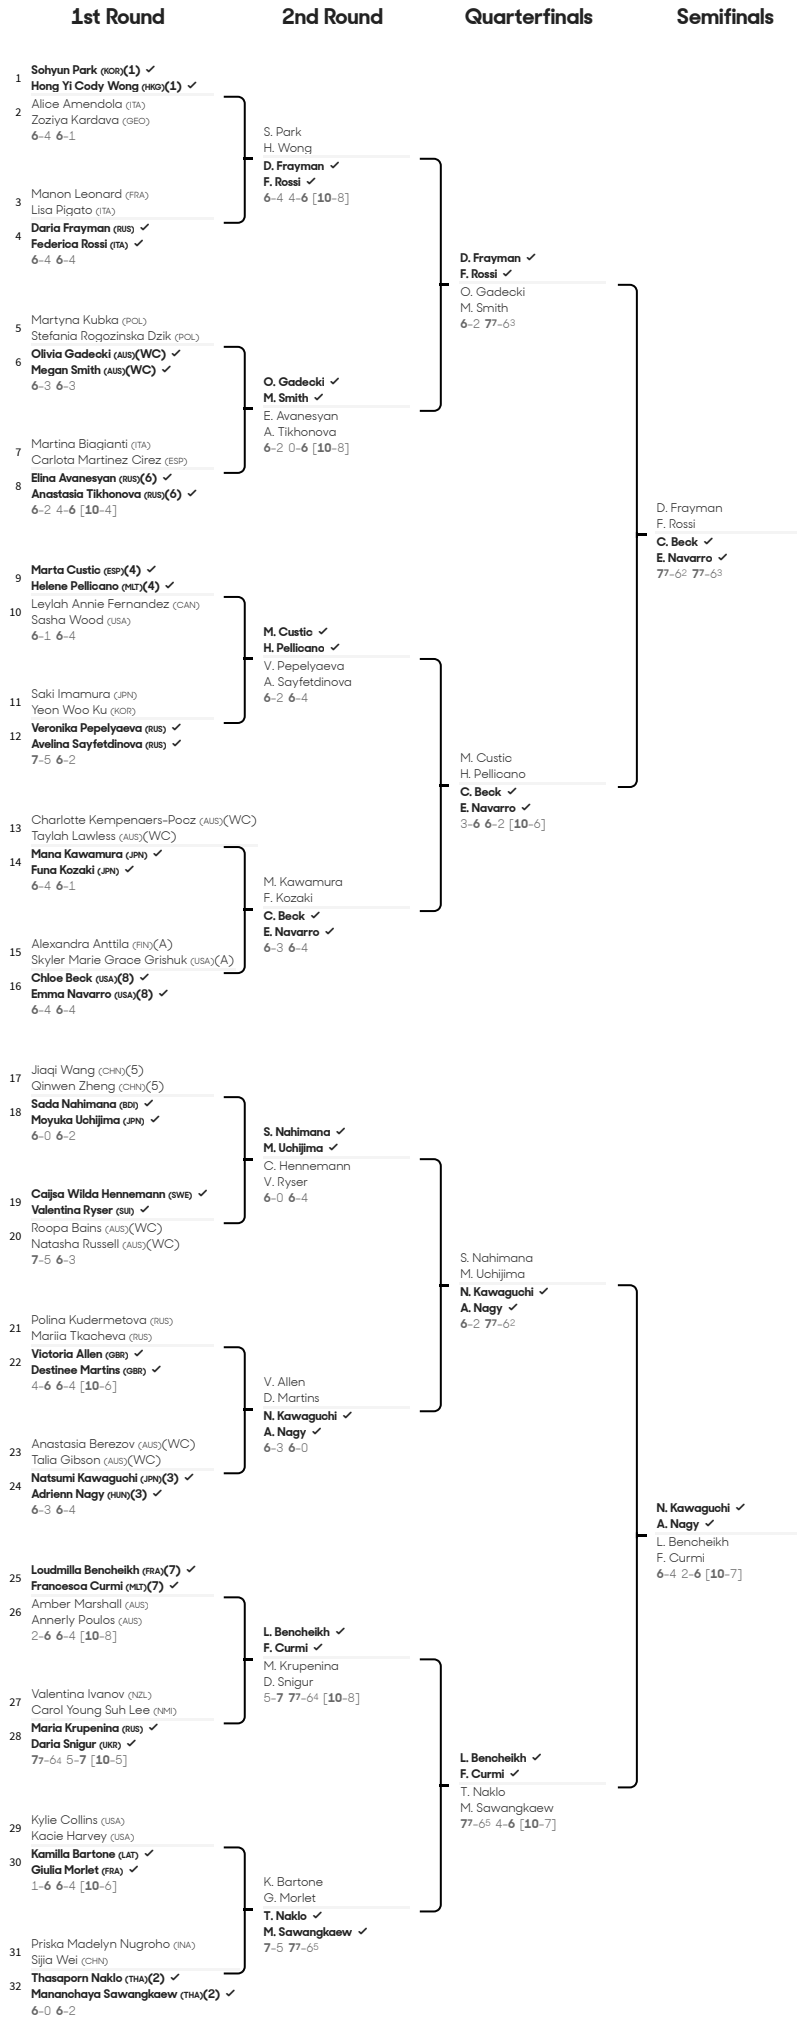 1st Round
2nd Round
Quarterfinals
Semifinals
1
Sohyun Park (KOR)(1) ✓
Hong Yi Cody Wong (HKG)(1) ✓
2
Alice Amendola (ITA)
Zoziya Kardava (GEO)
6-4 6-1
3
Manon Leonard (FRA)
Lisa Pigato (ITA)
4
Daria Frayman (RUS) ✓
Federica Rossi (ITA) ✓
6-4 6-4
5
Martyna Kubka (POL)
Stefania Rogozinska Dzik (POL)
6
Olivia Gadecki (AUS)(WC) ✓
Megan Smith (AUS)(WC) ✓
6-3 6-3
7
Martina Biagianti (ITA)
Carlota Martinez Cirez (ESP)
8
Elina Avanesyan (RUS)(6) ✓
Anastasia Tikhonova (RUS)(6) ✓
6-2 4-6 [10-4]
9
Marta Custic (ESP)(4) ✓
Helene Pellicano (MLT)(4) ✓
10
Leylah Annie Fernandez (CAN)
Sasha Wood (USA)
6-1 6-4
11
Saki Imamura (JPN)
Yeon Woo Ku (KOR)
12
Veronika Pepelyaeva (RUS) ✓
Avelina Sayfetdinova (RUS) ✓
7-5 6-2
13
Charlotte Kempenaers-Pocz (AUS)(WC)
Taylah Lawless (AUS)(WC)
14
Mana Kawamura (JPN) ✓
Funa Kozaki (JPN) ✓
6-4 6-1
15
Alexandra Anttila (FIN)(A)
Skyler Marie Grace Grishuk (USA)(A)
16
Chloe Beck (USA)(8) ✓
Emma Navarro (USA)(8) ✓
6-4 6-4
17
Jiaqi Wang (CHN)(5)
Qinwen Zheng (CHN)(5)
18
Sada Nahimana (BDI) ✓
Moyuka Uchijima (JPN) ✓
6-0 6-2
19
Caijsa Wilda Hennemann (SWE) ✓
Valentina Ryser (SUI) ✓
20
Roopa Bains (AUS)(WC)
Natasha Russell (AUS)(WC)
7-5 6-3
21
Polina Kudermetova (RUS)
Mariia Tkacheva (RUS)
22
Victoria Allen (GBR) ✓
Destinee Martins (GBR) ✓
4-6 6-4 [10-6]
23
Anastasia Berezov (AUS)(WC)
Talia Gibson (AUS)(WC)
24
Natsumi Kawaguchi (JPN)(3) ✓
Adrienn Nagy (HUN)(3) ✓
6-3 6-4
25
Loudmilla Bencheikh (FRA)(7) ✓
Francesca Curmi (MLT)(7) ✓
26
Amber Marshall (AUS)
Annerly Poulos (AUS)
2-6 6-4 [10-8]
27
Valentina Ivanov (NZL)
Carol Young Suh Lee (NMI)
28
Maria Krupenina (RUS) ✓
Daria Snigur (UKR) ✓
7⁷-6⁴ 5-7 [10-5]
29
Kylie Collins (USA)
Kacie Harvey (USA)
30
Kamilla Bartone (LAT) ✓
Giulia Morlet (FRA) ✓
1-6 6-4 [10-6]
31
Priska Madelyn Nugroho (INA)
Sijia Wei (CHN)
32
Thasaporn Naklo (THA)(2) ✓
Mananchaya Sawangkaew (THA)(2) ✓
6-0 6-2
S. Park
H. Wong
D. Frayman ✓
F. Rossi ✓
6-4 4-6 [10-8]
O. Gadecki ✓
M. Smith ✓
E. Avanesyan
A. Tikhonova
6-2 0-6 [10-8]
M. Custic ✓
H. Pellicano ✓
V. Pepelyaeva
A. Sayfetdinova
6-2 6-4
M. Kawamura
F. Kozaki
C. Beck ✓
E. Navarro ✓
6-3 6-4
S. Nahimana ✓
M. Uchijima ✓
C. Hennemann
V. Ryser
6-0 6-4
V. Allen
D. Martins
N. Kawaguchi ✓
A. Nagy ✓
6-3 6-0
L. Bencheikh ✓
F. Curmi ✓
M. Krupenina
D. Snigur
5-7 7⁷-6⁴ [10-8]
K. Bartone
G. Morlet
T. Naklo ✓
M. Sawangkaew ✓
7-5 7⁷-6⁵
D. Frayman ✓
F. Rossi ✓
O. Gadecki
M. Smith
6-2 7⁷-6³
M. Custic
H. Pellicano
C. Beck ✓
E. Navarro ✓
3-6 6-2 [10-6]
S. Nahimana
M. Uchijima
N. Kawaguchi ✓
A. Nagy ✓
6-2 7⁷-6²
L. Bencheikh ✓
F. Curmi ✓
T. Naklo
M. Sawangkaew
7⁷-6⁵ 4-6 [10-7]
D. Frayman
F. Rossi
C. Beck ✓
E. Navarro ✓
7⁷-6² 7⁷-6³
N. Kawaguchi ✓
A. Nagy ✓
L. Bencheikh
F. Curmi
6-4 2-6 [10-7]